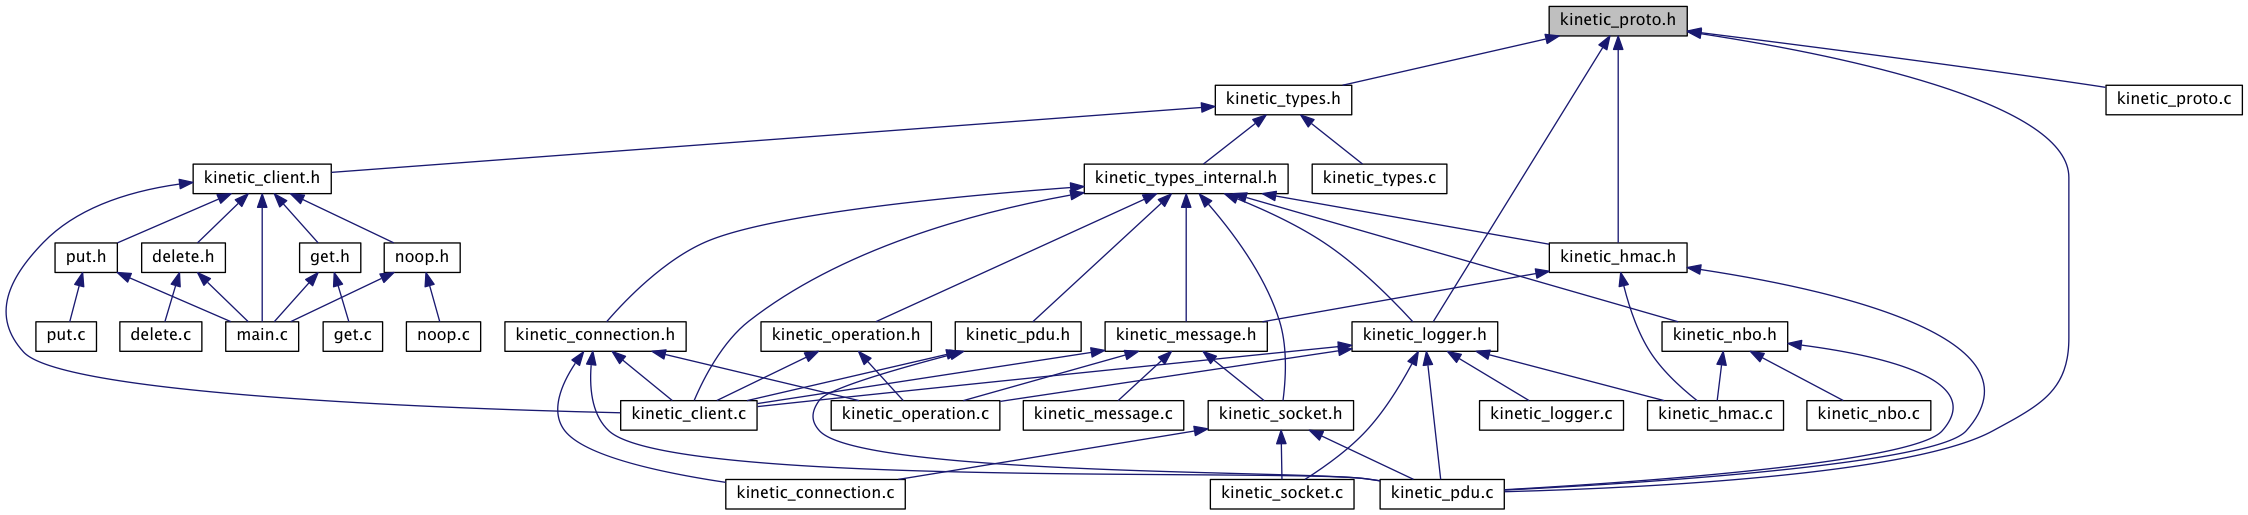 kinetic_proto.h
kinetic_types.h
kinetic_proto.c
kinetic_client.h
kinetic_types_internal.h
kinetic_types.c
put.h
delete.h
get.h
noop.h
kinetic_hmac.h
put.c
delete.c
main.c
get.c
noop.c
kinetic_connection.h
kinetic_operation.h
kinetic_pdu.h
kinetic_message.h
kinetic_logger.h
kinetic_nbo.h
kinetic_client.c
kinetic_operation.c
kinetic_message.c
kinetic_socket.h
kinetic_logger.c
kinetic_hmac.c
kinetic_nbo.c
kinetic_connection.c
kinetic_socket.c
kinetic_pdu.c